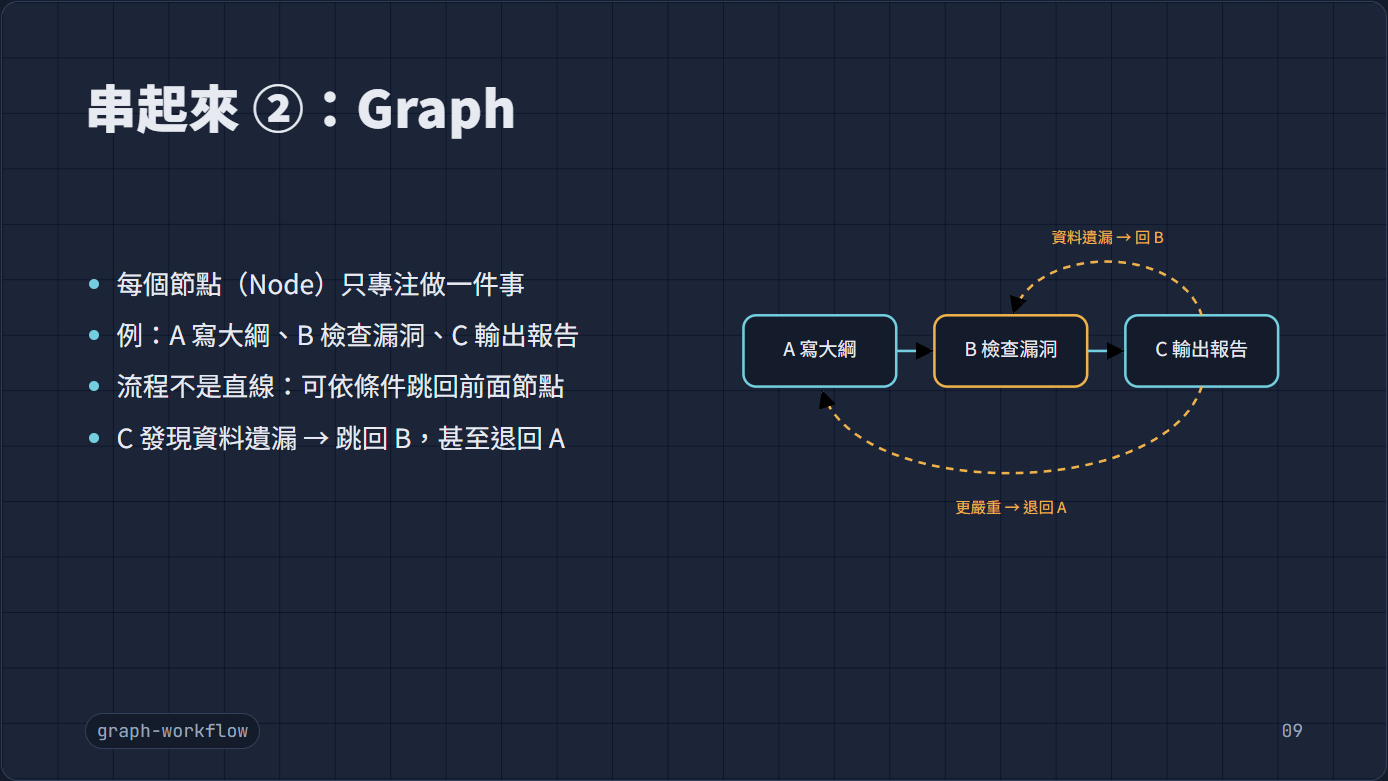 串起來 ②：Graph
每個節點（Node）只專注做一件事
例：A 寫大綱、B 檢查漏洞、C 輸出報告
流程不是直線：可依條件跳回前面節點
C 發現資料遺漏 → 跳回 B，甚至退回 A
資料遺漏 → 回 B
A 寫大綱
B 檢查漏洞
C 輸出報告
更嚴重 → 退回 A
graph-workflow
09